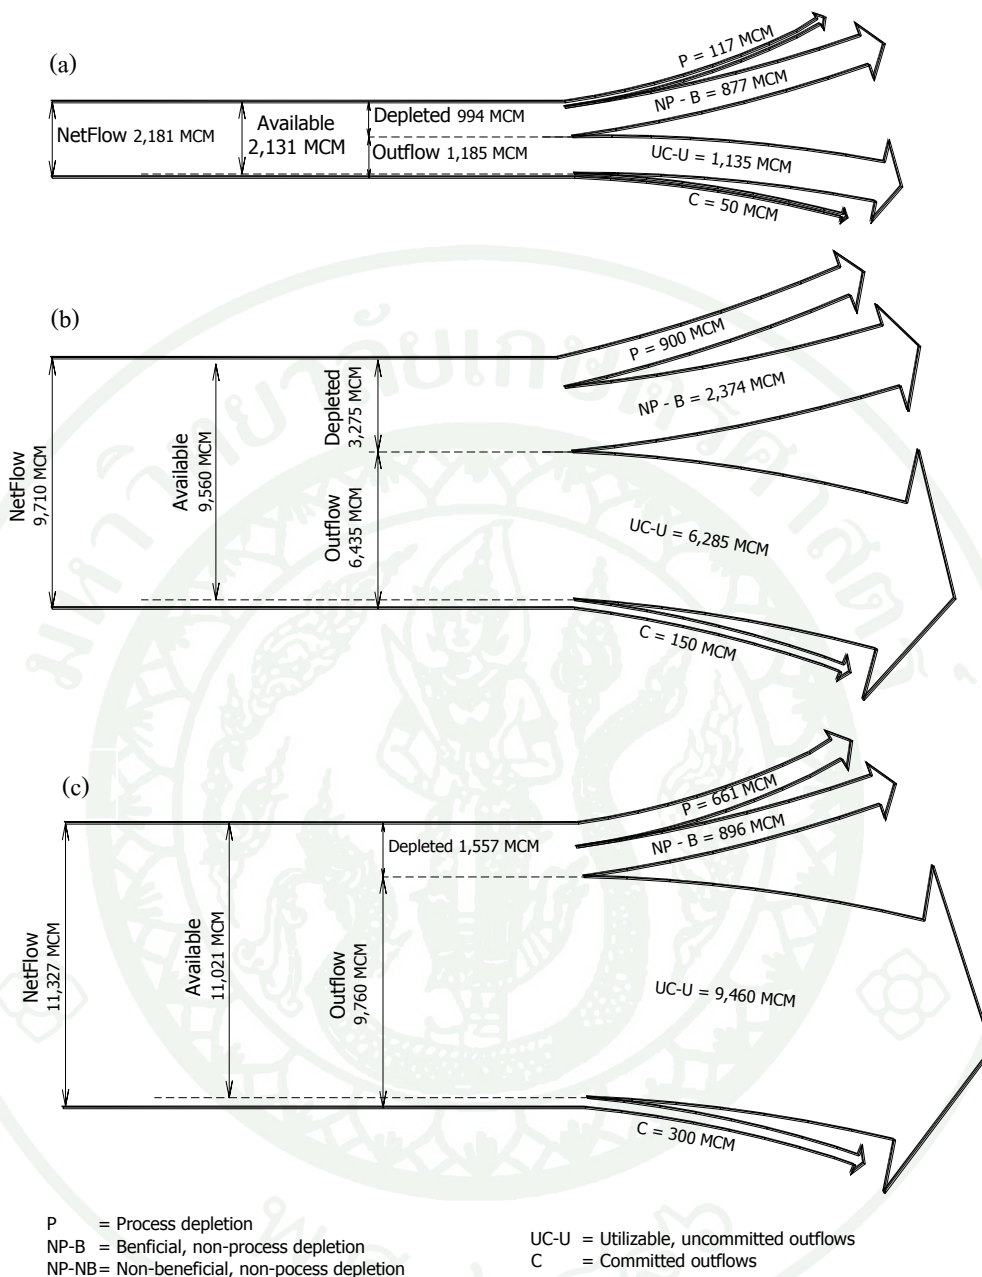 (a)
P = 117 MCM
NP - B = 877 MCM
NetFlow 2,181 MCM
Available
2,131 MCM
Depleted 994 MCM
Outflow 1,185 MCM
UC-U = 1,135 MCM
C = 50 MCM
(b)
P = 900 MCM
NP - B = 2,374 MCM
NetFlow
9,710 MCM
Available
9,560 MCM
Depleted
3,275 MCM
Outflow
6,435 MCM
UC-U = 6,285 MCM
C = 150 MCM
(c)
P = 661 MCM
NP - B = 896 MCM
Depleted 1,557 MCM
NetFlow
11,327 MCM
Available
11,021 MCM
Outflow
9,760 MCM
UC-U = 9,460 MCM
C = 300 MCM
P = Process depletion
NP-B = Benficial, non-process depletion
NP-NB= Non-beneficial, non-pocess depletion
UC-U = Utilizable, uncommitted outflows
C = Committed outflows